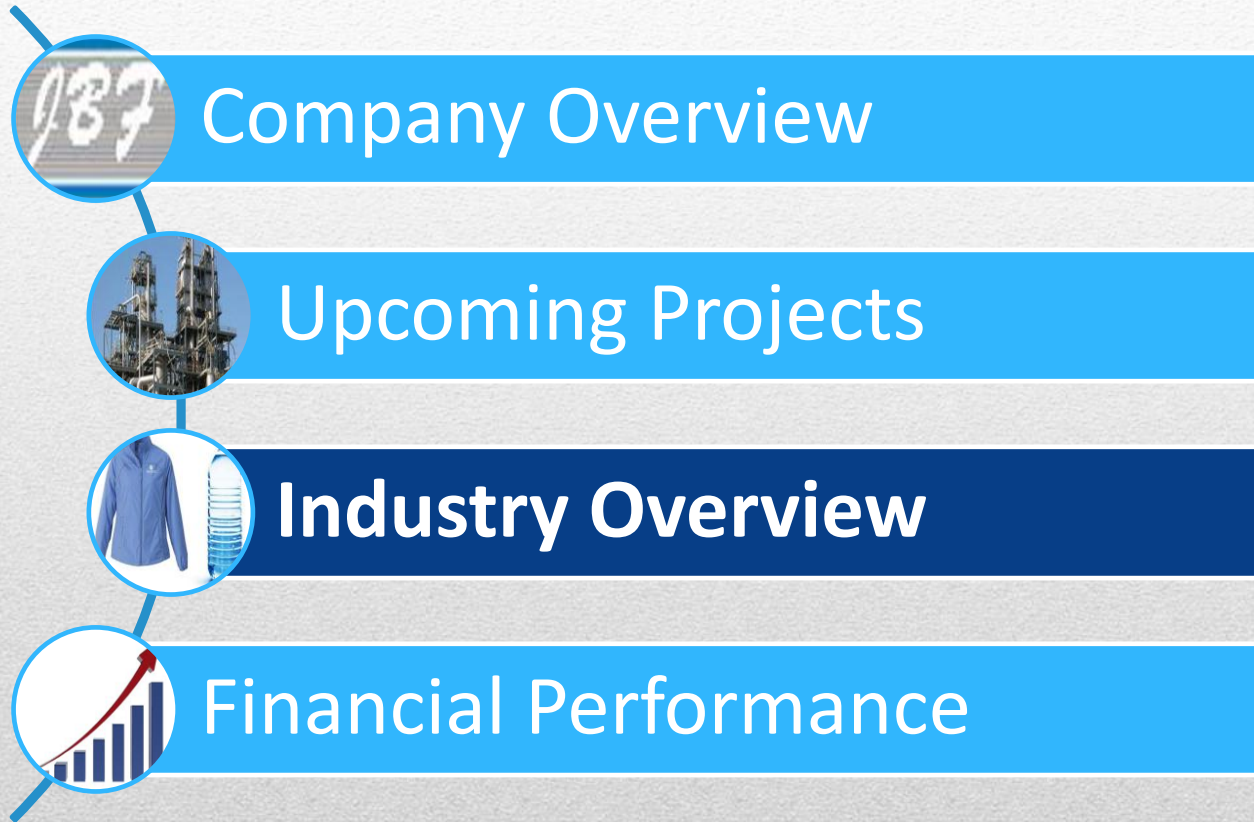 JBF
Company Overview
Upcoming Projects
Industry Overview
Financial Performance